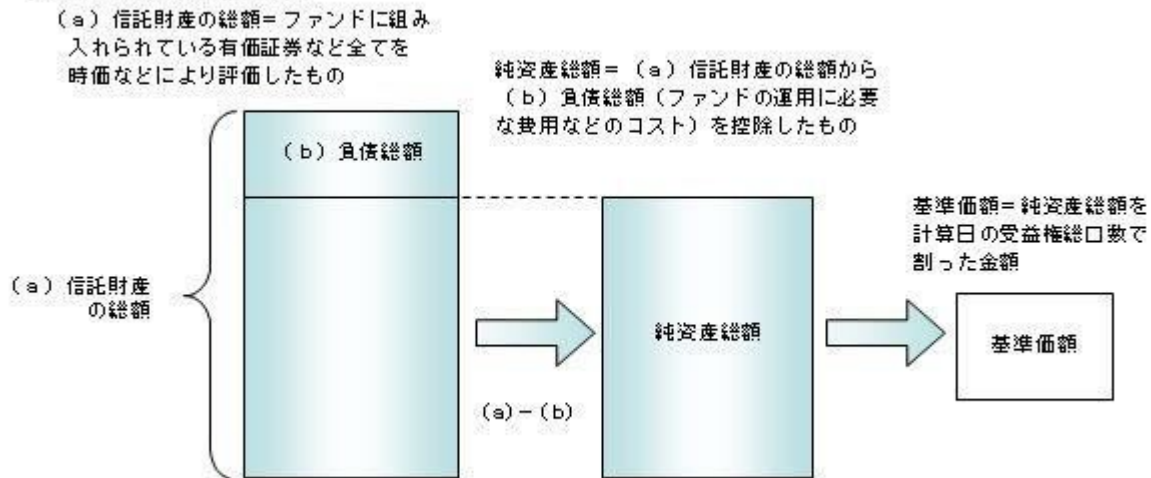 （a）信託財産の総額＝ファンドに組み
入れられている有価証券など全てを
時価などにより評価したもの
純資産総額＝（a）信託財産の総額から
（b）負債総額（ファンドの運用に必要
な費用などのコスト）を控除したもの
（b）負債総額
基準価額＝純資産総額を
計算日の受益権総口数で
割った金額
（a）信託財産
の総額
純資産総額
基準価額
（a）－（b）